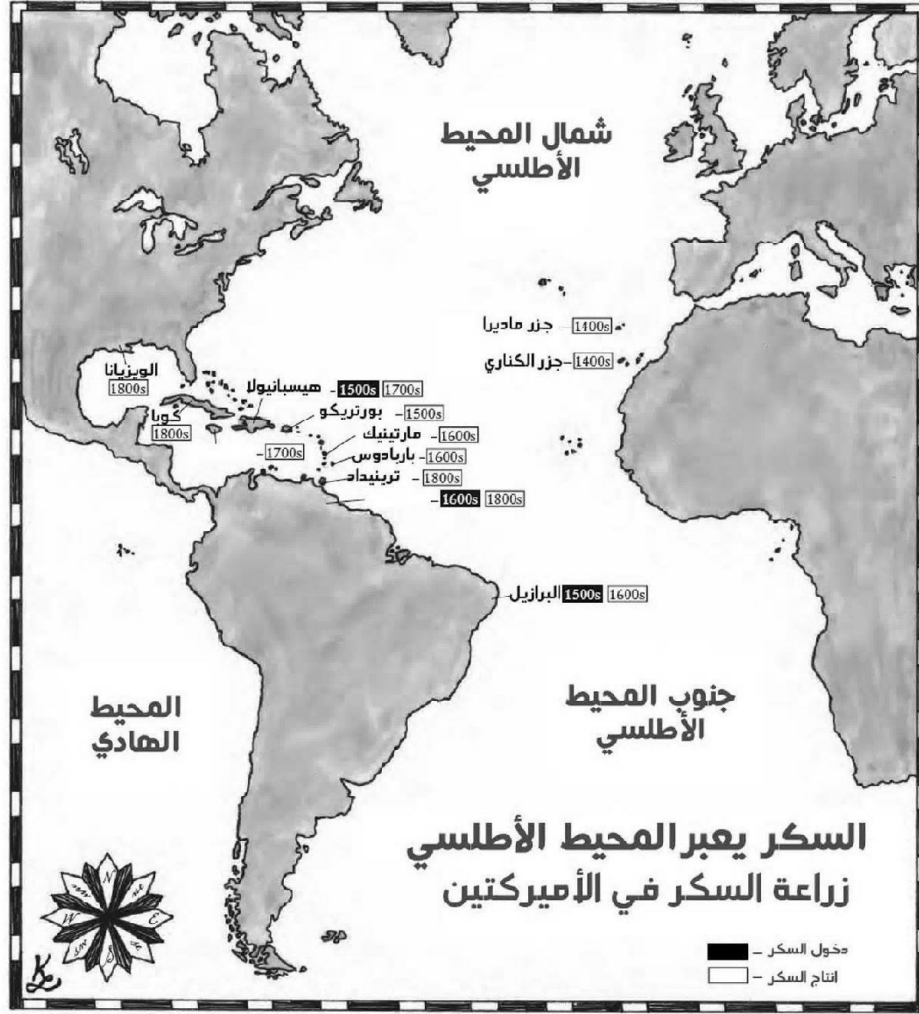 شمال المحيط
الأطلسي
جزر ماديرا – 1400s
جزر الكناري – 1400s
الويزيانا
1800s
هيسبانيولا – 1500s 1700s
كوبا
1800s
بورتريكو – 1500s
مارتينيك – 1600s
– 1700s
باربادوس – 1600s
ترينيداد – 1800s
– 1600s 1800s
البرازيل 1500s 1600s
جنوب المحيط
الأطلسي
المحيط
الهادي
السكر يعبر المحيط الأطلسي
زراعة السكر في الأميركتين
N
W
E
S
دخول السكر –
انتاج السكر –